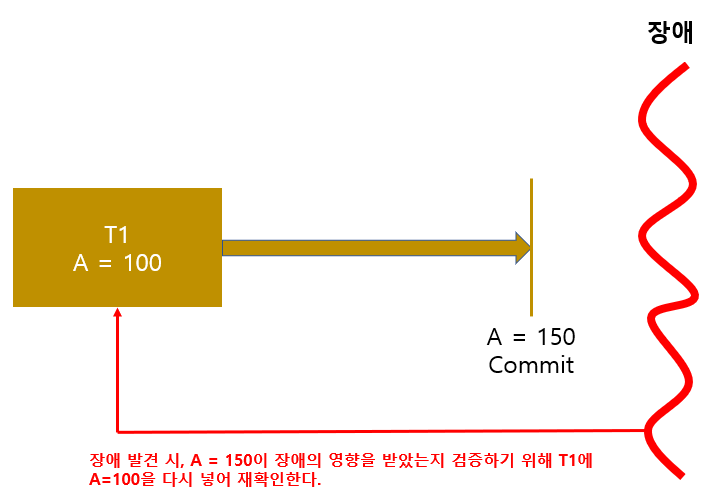 장애
T1
A = 100
A = 150
Commit
장애 발견 시, A = 150이 장애의 영향을 받았는지 검증하기 위해 T1에
A=100을 다시 넣어 재확인한다.